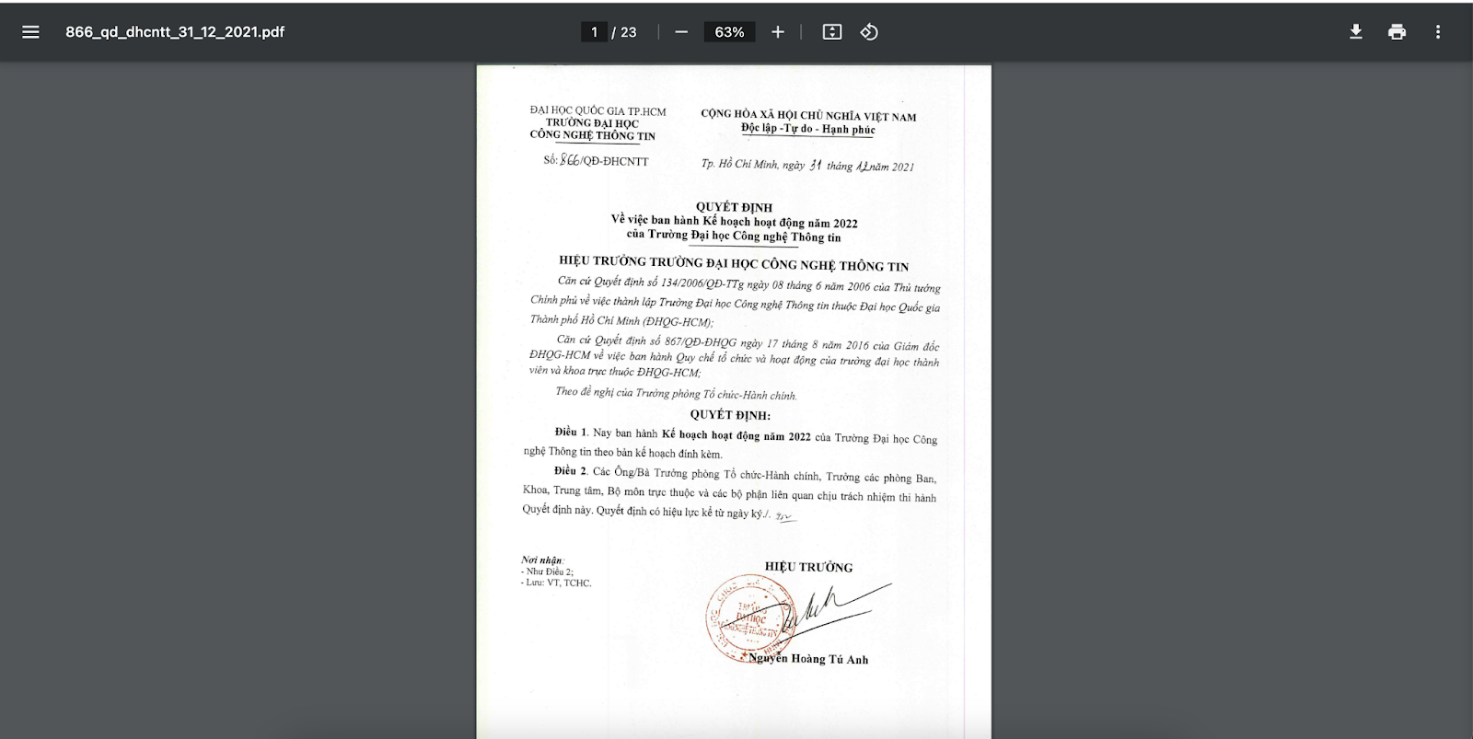 866_qd_dhcntt_31_12_2021.pdf
1 / 23
63%
ĐẠI HỌC QUỐC GIA TP.HCM
TRƯỜNG ĐẠI HỌC
CÔNG NGHỆ THÔNG TIN
Số: 866/QĐ-ĐHCNTT
CỘNG HÒA XÃ HỘI CHỦ NGHĨA VIỆT NAM
Độc lập -Tự do - Hạnh phúc
Tp. Hồ Chí Minh, ngày 31 tháng 12 năm 2021
QUYẾT ĐỊNH
Về việc ban hành Kế hoạch hoạt động năm 2022
của Trường Đại học Công nghệ Thông tin
HIỆU TRƯỞNG TRƯỜNG ĐẠI HỌC CÔNG NGHỆ THÔNG TIN
Căn cứ Quyết định số 134/2006/QĐ-TTg ngày 08 tháng 6 năm 2006 của Thủ tướng
Chính phủ về việc thành lập Trường Đại học Công nghệ Thông tin thuộc Đại học Quốc gia
Thành phố Hồ Chí Minh (ĐHQG-HCM);
Căn cứ Quyết định số 867/QĐ-ĐHQG ngày 17 tháng 8 năm 2016 của Giám đốc
ĐHQG-HCM về việc ban hành Quy chế tổ chức và hoạt động của trường đại học thành
viên và khoa trực thuộc ĐHQG-HCM;
Theo đề nghị của Trưởng phòng Tổ chức-Hành chính.
QUYẾT ĐỊNH:
Điều 1. Nay ban hành Kế hoạch hoạt động năm 2022 của Trường Đại học Công
nghệ Thông tin theo bản kế hoạch đính kèm.
Điều 2. Các Ông/Bà Trưởng phòng Tổ chức-Hành chính, Trưởng các phòng Ban,
Khoa, Trung tâm, Bộ môn trực thuộc và các bộ phận liên quan chịu trách nhiệm thi hành
Quyết định này. Quyết định có hiệu lực kể từ ngày ký./.
Nơi nhận:
- Như Điều 2;
- Lưu: VT, TCHC.
HIỆU TRƯỞNG
ĐẠI HỌC
CÔNG NGHỆ THÔNG TIN
Nguyễn Hoàng Tú Anh